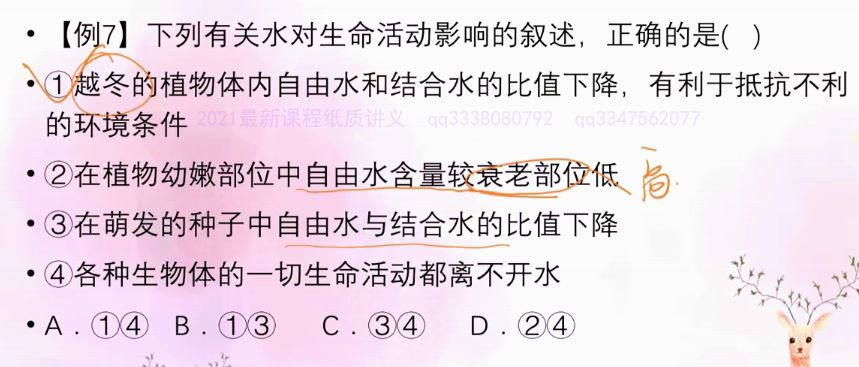 • 【例7】下列有关水对生命活动影响的叙述，正确的是(  )
• ①越冬的植物体内自由水和结合水的比值下降，有利于抵抗不利
的环境条件 2021最新课程纸质讲义 qq3338080792 qq3347562077
• ②在植物幼嫩部位中自由水含量较衰老部位低 高
• ③在萌发的种子中自由水与结合水的比值下降
• ④各种生物体的一切生命活动都离不开水
• A．①④ B．①③ C．③④ D．②④